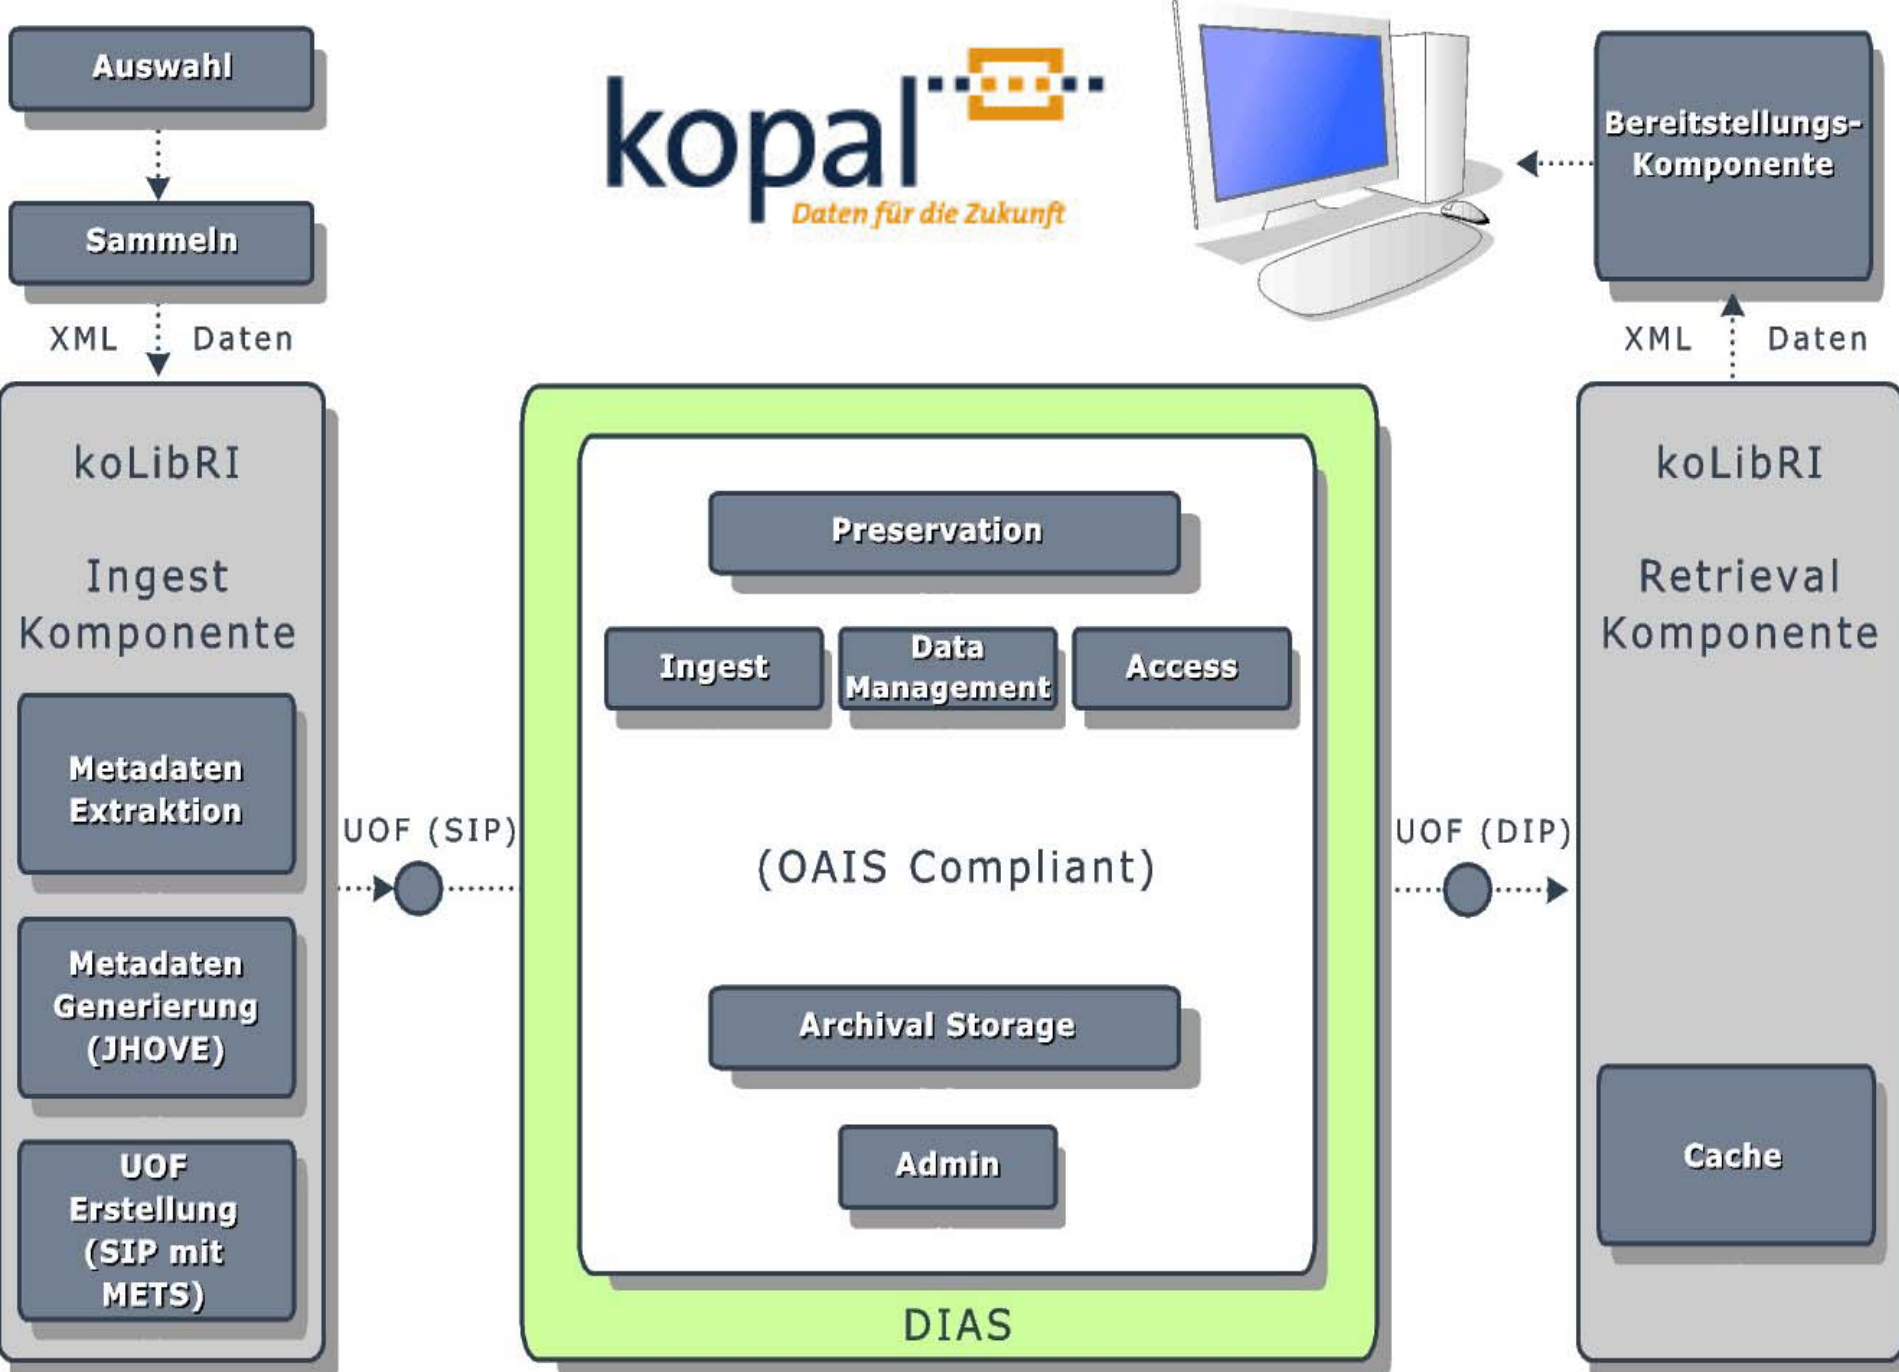 Auswahl
Sammeln
XML Daten
koLibRI
Ingest
Komponente
Metadaten
Extraktion
Metadaten
Generierung
(JHOVE)
UOF
Erstellung
(SIP mit
METS)
UOF (SIP)
kopal
Daten für die Zukunft
Preservation
Ingest
Data
Management
Access
(OAIS Compliant)
Archival Storage
Admin
DIAS
UOF (DIP)
Bereitstellungs-
Komponente
XML Daten
koLibRI
Retrieval
Komponente
Cache